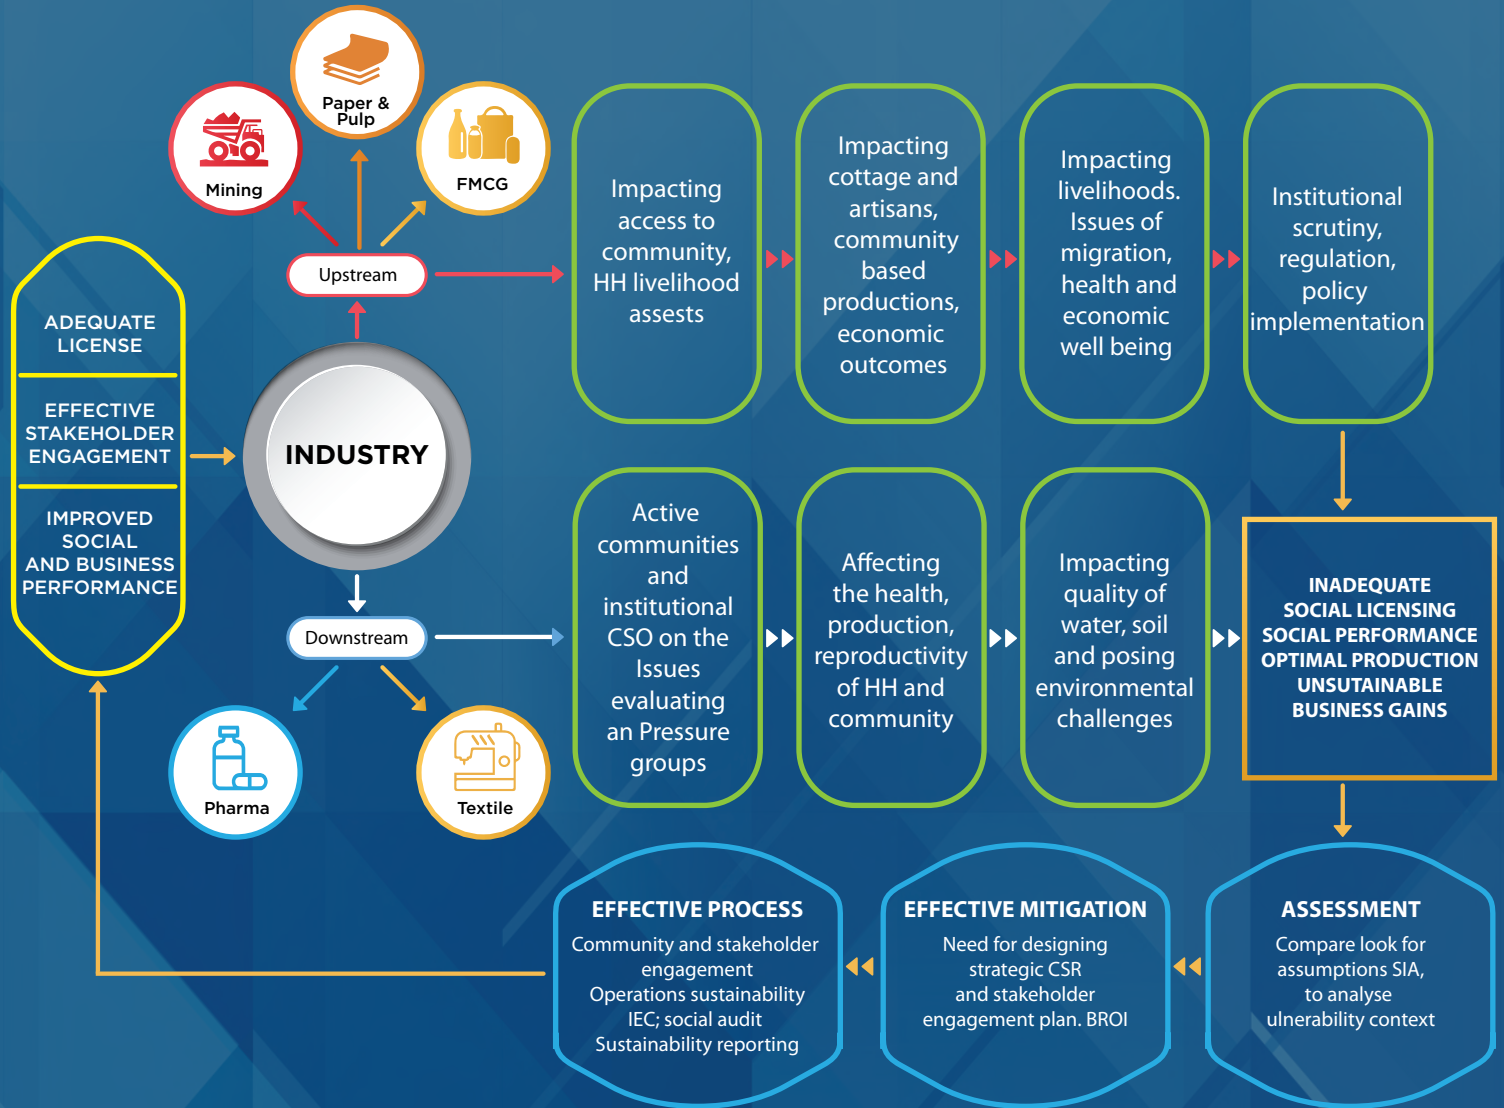 Paper &
Pulp
Mining
FMCG
Upstream
Impacting
access to
community,
HH livelihood
assests
Impacting
cottage and
artisans,
community
based
productions,
economic
outcomes
Impacting
livelihoods.
Issues of
migration,
health and
economic
well being
Institutional
scrutiny,
regulation,
policy
implementation
ADEQUATE
LICENSE
EFFECTIVE
STAKEHOLDER
ENGAGEMENT
IMPROVED
SOCIAL
AND BUSINESS
PERFORMANCE
INDUSTRY
Downstream
Pharma
Textile
Active
communities
and
institutional
CSO on the
Issues
evaluating
an Pressure
groups
Affecting
the health,
production,
reproductivity
of HH and
community
Impacting
quality of
water, soil
and posing
environmental
challenges
INADEQUATE
SOCIAL LICENSING
SOCIAL PERFORMANCE
OPTIMAL PRODUCTION
UNSUTAINABLE
BUSINESS GAINS
EFFECTIVE PROCESS
Community and stakeholder
engagement
Operations sustainability
IEC; social audit
Sustainability reporting
EFFECTIVE MITIGATION
Need for designing
strategic CSR
and stakeholder
engagement plan. BROI
ASSESSMENT
Compare look for
assumptions SIA,
to analyse
ulnerability context